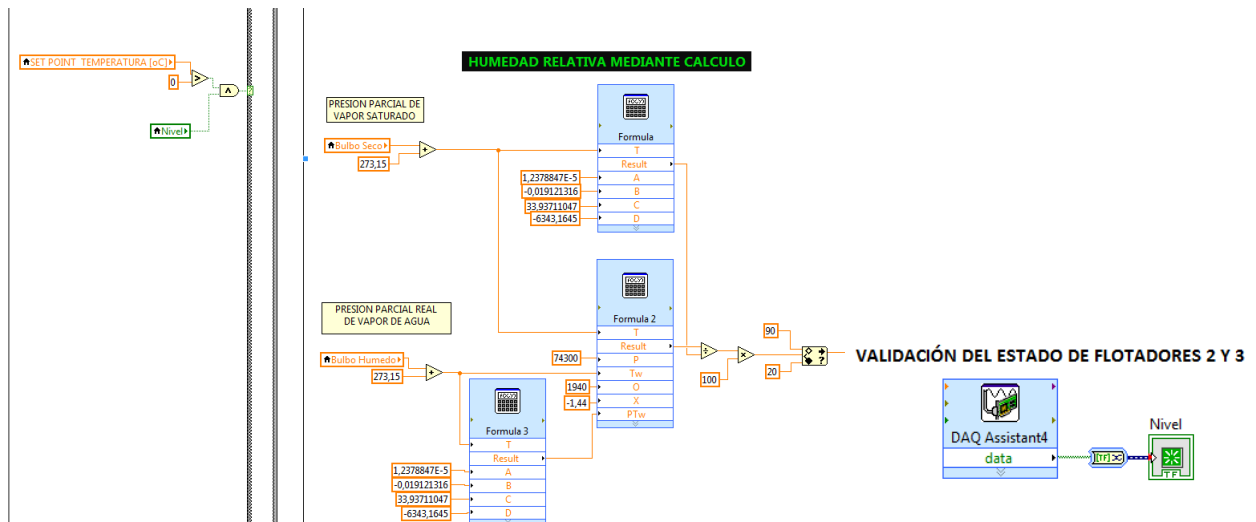 SET POINT. TEMPERATURA (oC)
0
>
Nivel
HUMEDAD RELATIVA MEDIANTE CALCULO
PRESION PARCIAL DE
VAPOR SATURADO
Bulbo Seco
273,15
+
Formula
T
Result
A
B
C
D
1,2378847E-5
-0,019121316
33,93711047
-6343,1645
PRESION PARCIAL REAL
DE VAPOR DE AGUA
Bulbo Humedo
273,15
+
Formula 2
T
Result
P
Tw
O
X
PTw
74300
1940
-1,44
Formula 3
T
Result
A
B
C
D
1,2378847E-5
-0,019121316
33,93711047
-6343,1645
÷
100
×
90
20
?
VALIDACIÓN DEL ESTADO DE FLOTADORES 2 Y 3
DAQ Assistant4
data
[TF]
Nivel
TF